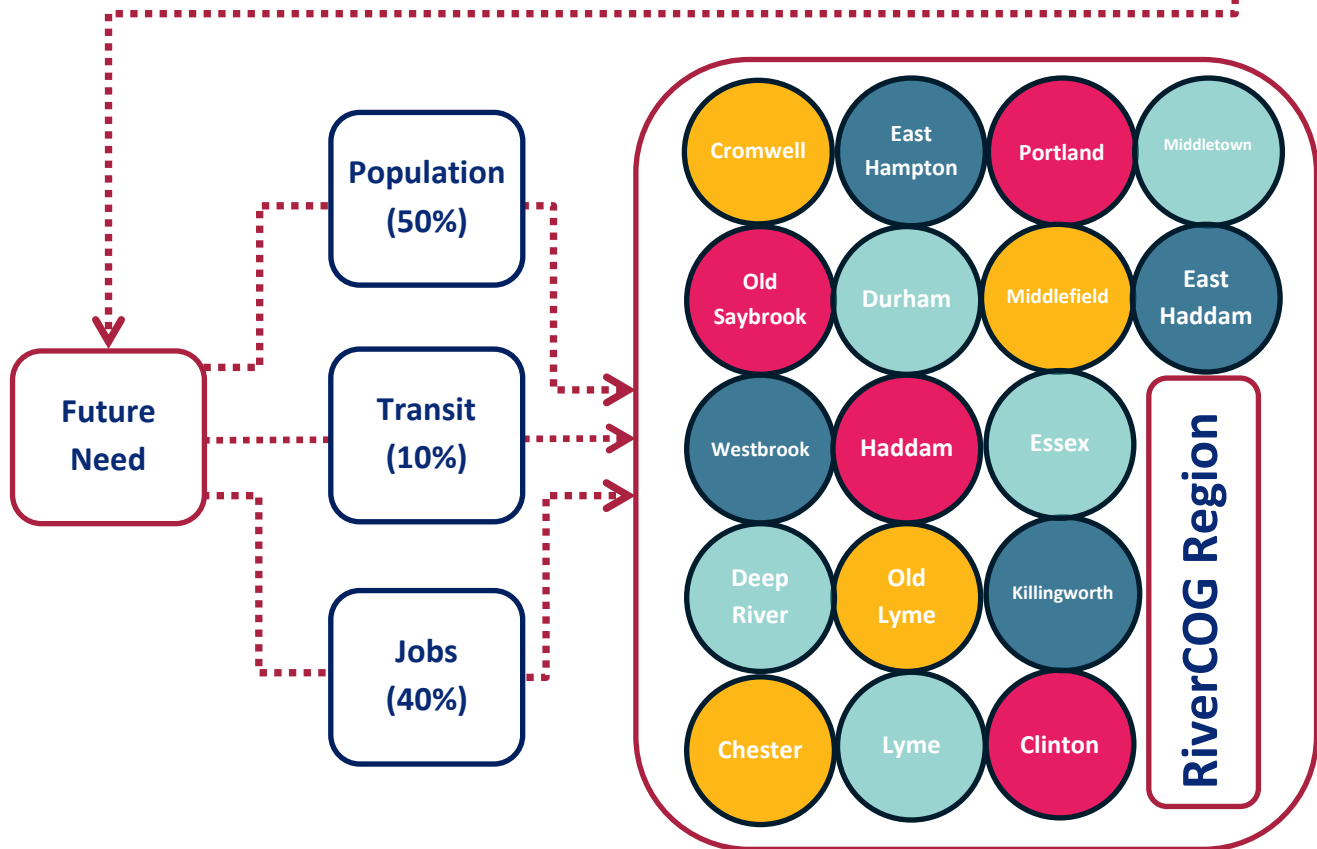 Future
Need
Population
(50%)
Transit
(10%)
Jobs
(40%)
Cromwell
East
Hampton
Portland
Middletown
Old
Saybrook
Durham
Middlefield
East
Haddam
Westbrook
Haddam
Essex
Deep
River
Old
Lyme
Killingworth
Chester
Lyme
Clinton
RiverCOG Region